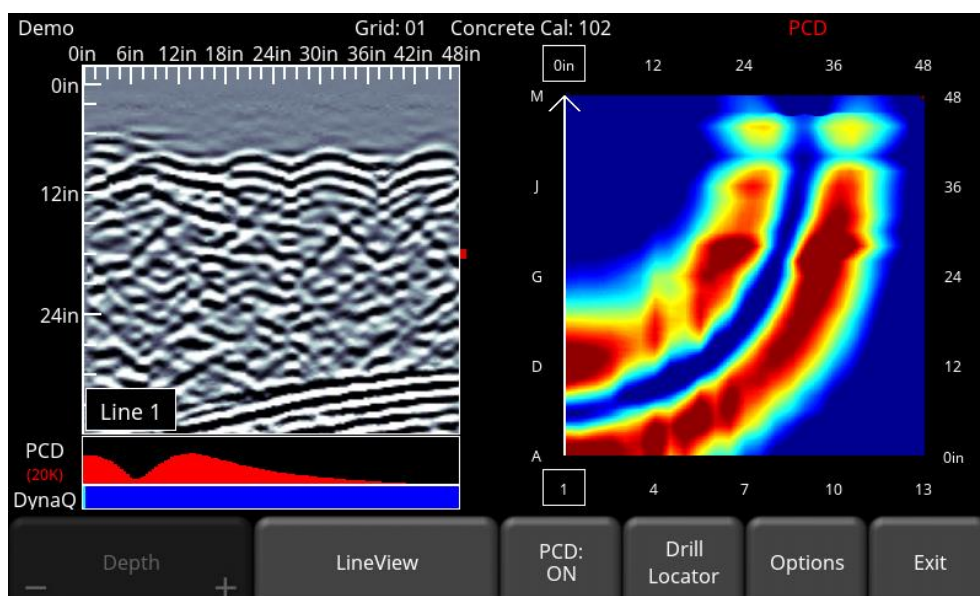 Demo Grid: 01 Concrete Cal: 102 PCD
0in 6in 12in 18in 24in 30in 36in 42in 48in
0in
12in
24in
Line 1
PCD
(20K)
DynaQ
0in 12 24 36 48
M 48
J 36
G 24
D 12
A 0in
1 4 7 10 13
Depth
– +
LineView
PCD:
ON
Drill
Locator
Options
Exit